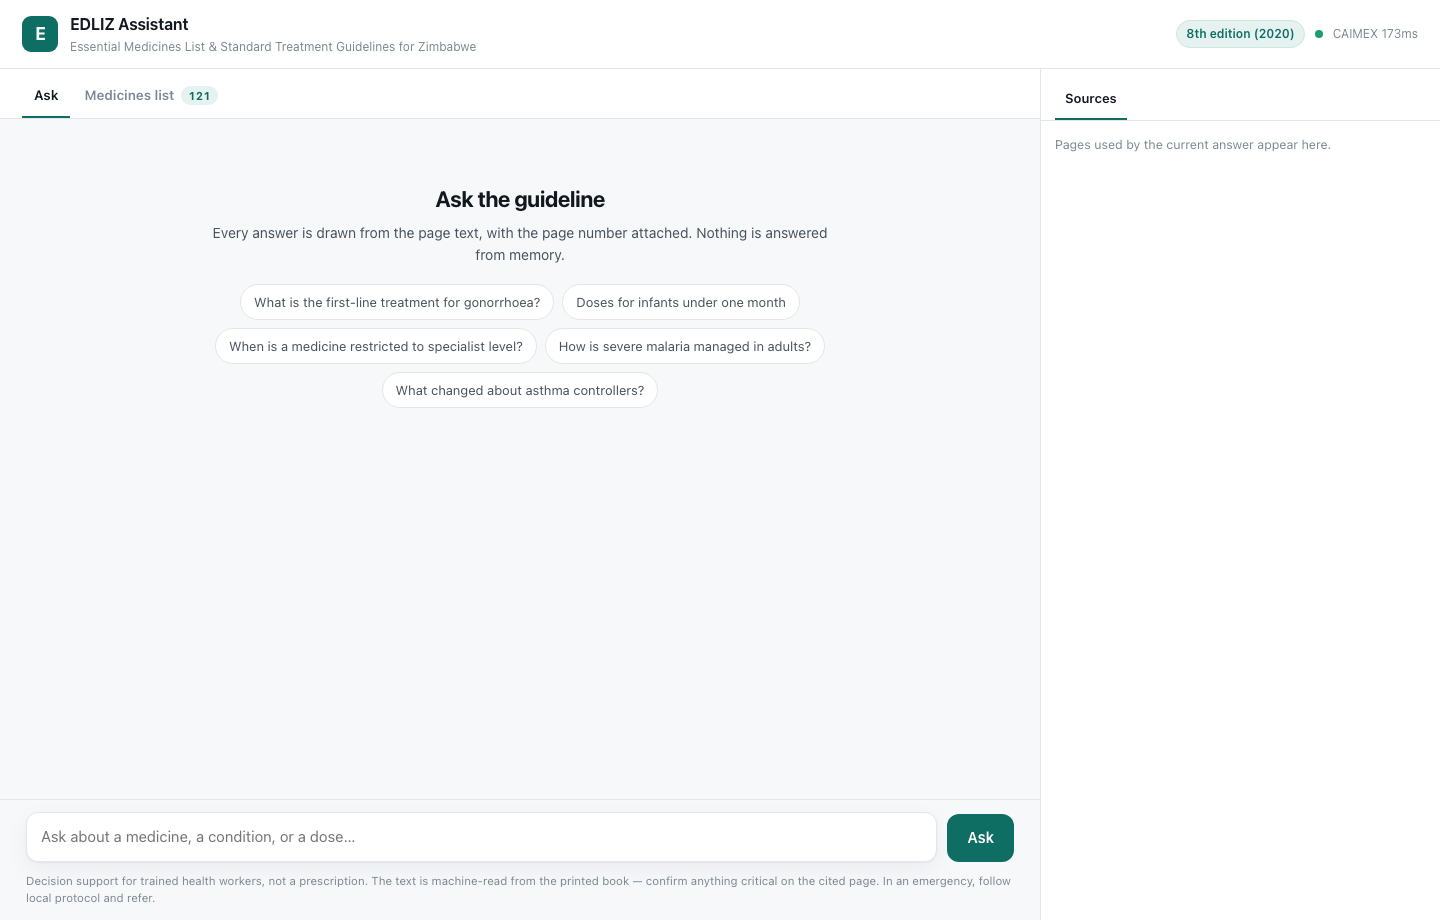 E
EDLIZ Assistant
Essential Medicines List & Standard Treatment Guidelines for Zimbabwe
8th edition (2020)
CAIMEX 173ms
Ask
Medicines list 121
Sources
Pages used by the current answer appear here.
Ask the guideline
Every answer is drawn from the page text, with the page number attached. Nothing is answered
from memory.
What is the first-line treatment for gonorrhoea?
Doses for infants under one month
When is a medicine restricted to specialist level?
How is severe malaria managed in adults?
What changed about asthma controllers?
Ask about a medicine, a condition, or a dose...
Ask
Decision support for trained health workers, not a prescription. The text is machine-read from the printed book — confirm anything critical on the cited page. In an emergency, follow
local protocol and refer.